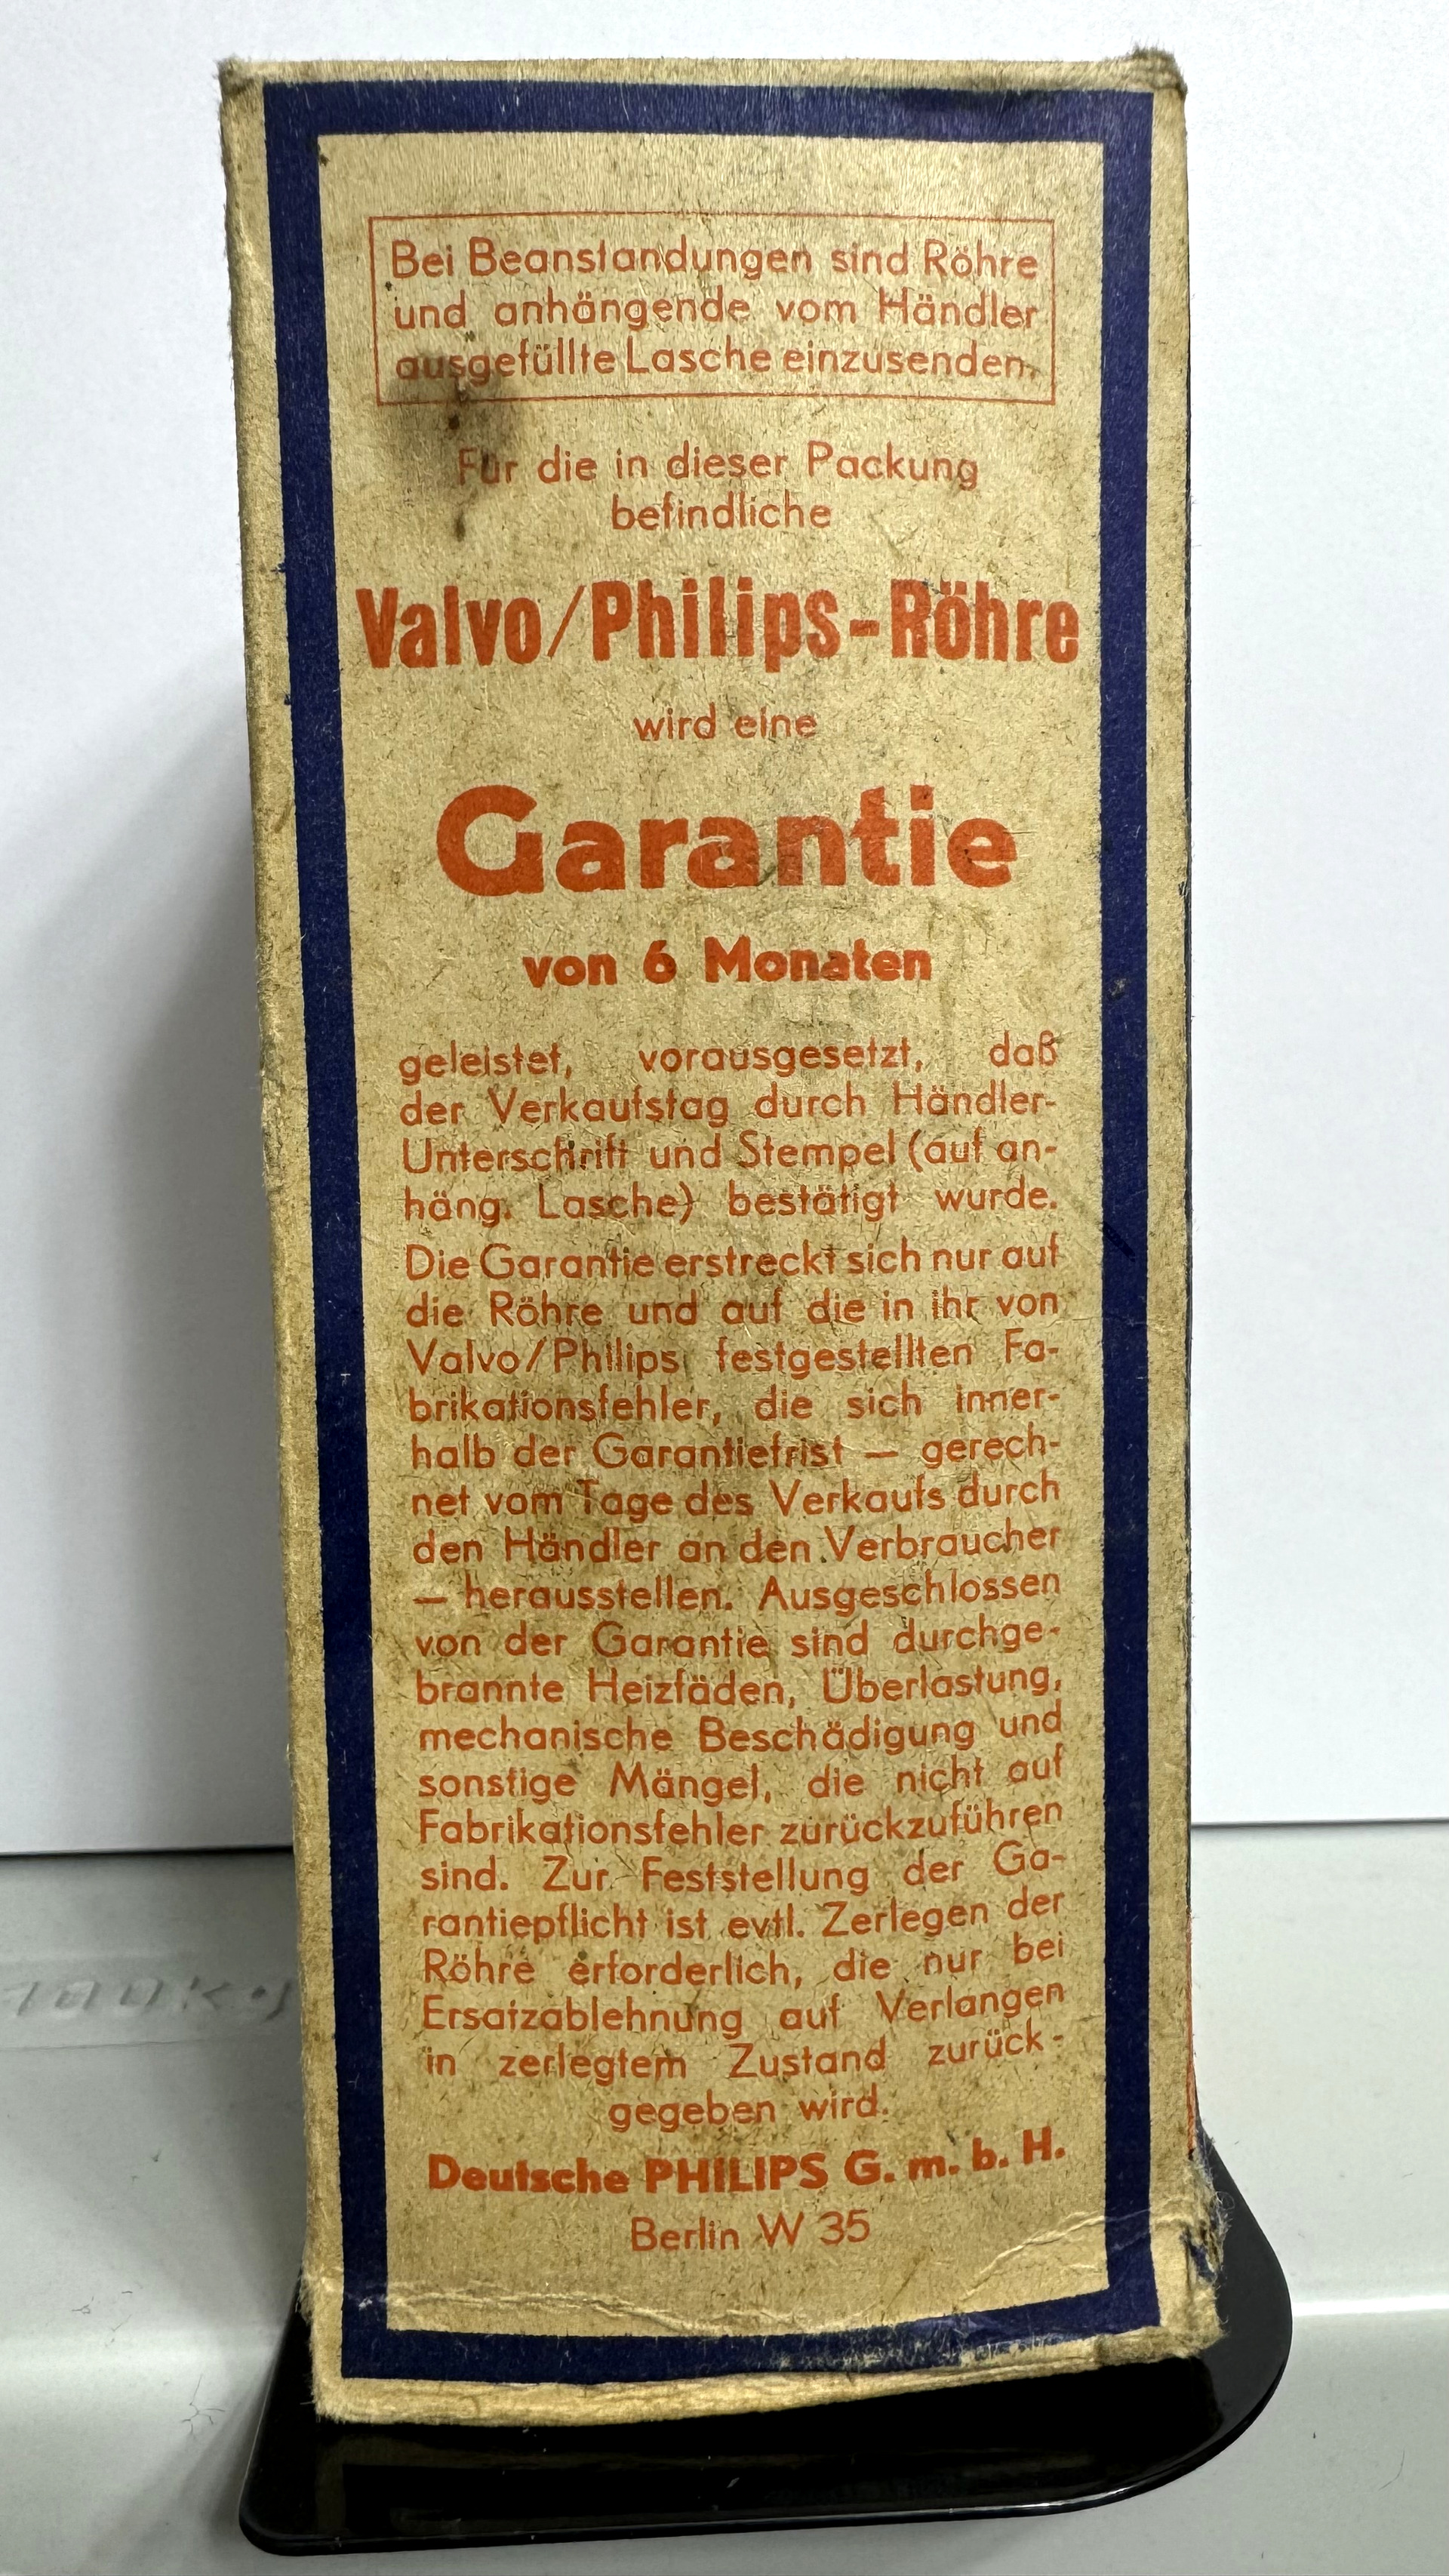 Bei Beanstandungen sind Röhre
und anhängende vom Händler
ausgefüllte Lasche einzusenden.
Für die in dieser Packung
befindliche
Valvo/Philips-Röhre
wird eine
Garantie
von 6 Monaten
geleistet, vorausgesetzt, daß
der Verkaufstag durch Händler-
Unterschrift und Stempel (auf an-
häng. Lasche) bestätigt wurde.
Die Garantie erstreckt sich nur auf
die Röhre und auf die in ihr von
Valvo/Philips festgestellten Fa-
brikationsfehler, die sich inner-
halb der Garantiefrist — gerech-
net vom Tage des Verkaufs durch
den Händler an den Verbraucher
— herausstellen. Ausgeschlossen
von der Garantie sind durchge-
brannte Heizfäden, Überlastung,
mechanische Beschädigung und
sonstige Mängel, die nicht auf
Fabrikationsfehler zurückzuführen
sind. Zur Feststellung der Ga-
rantiepflicht ist evtl. Zerlegen der
Röhre erforderlich, die nur bei
Ersatzablehnung auf Verlangen
in zerlegtem Zustand zurück-
gegeben wird.
Deutsche PHILIPS G. m. b. H.
Berlin W 35